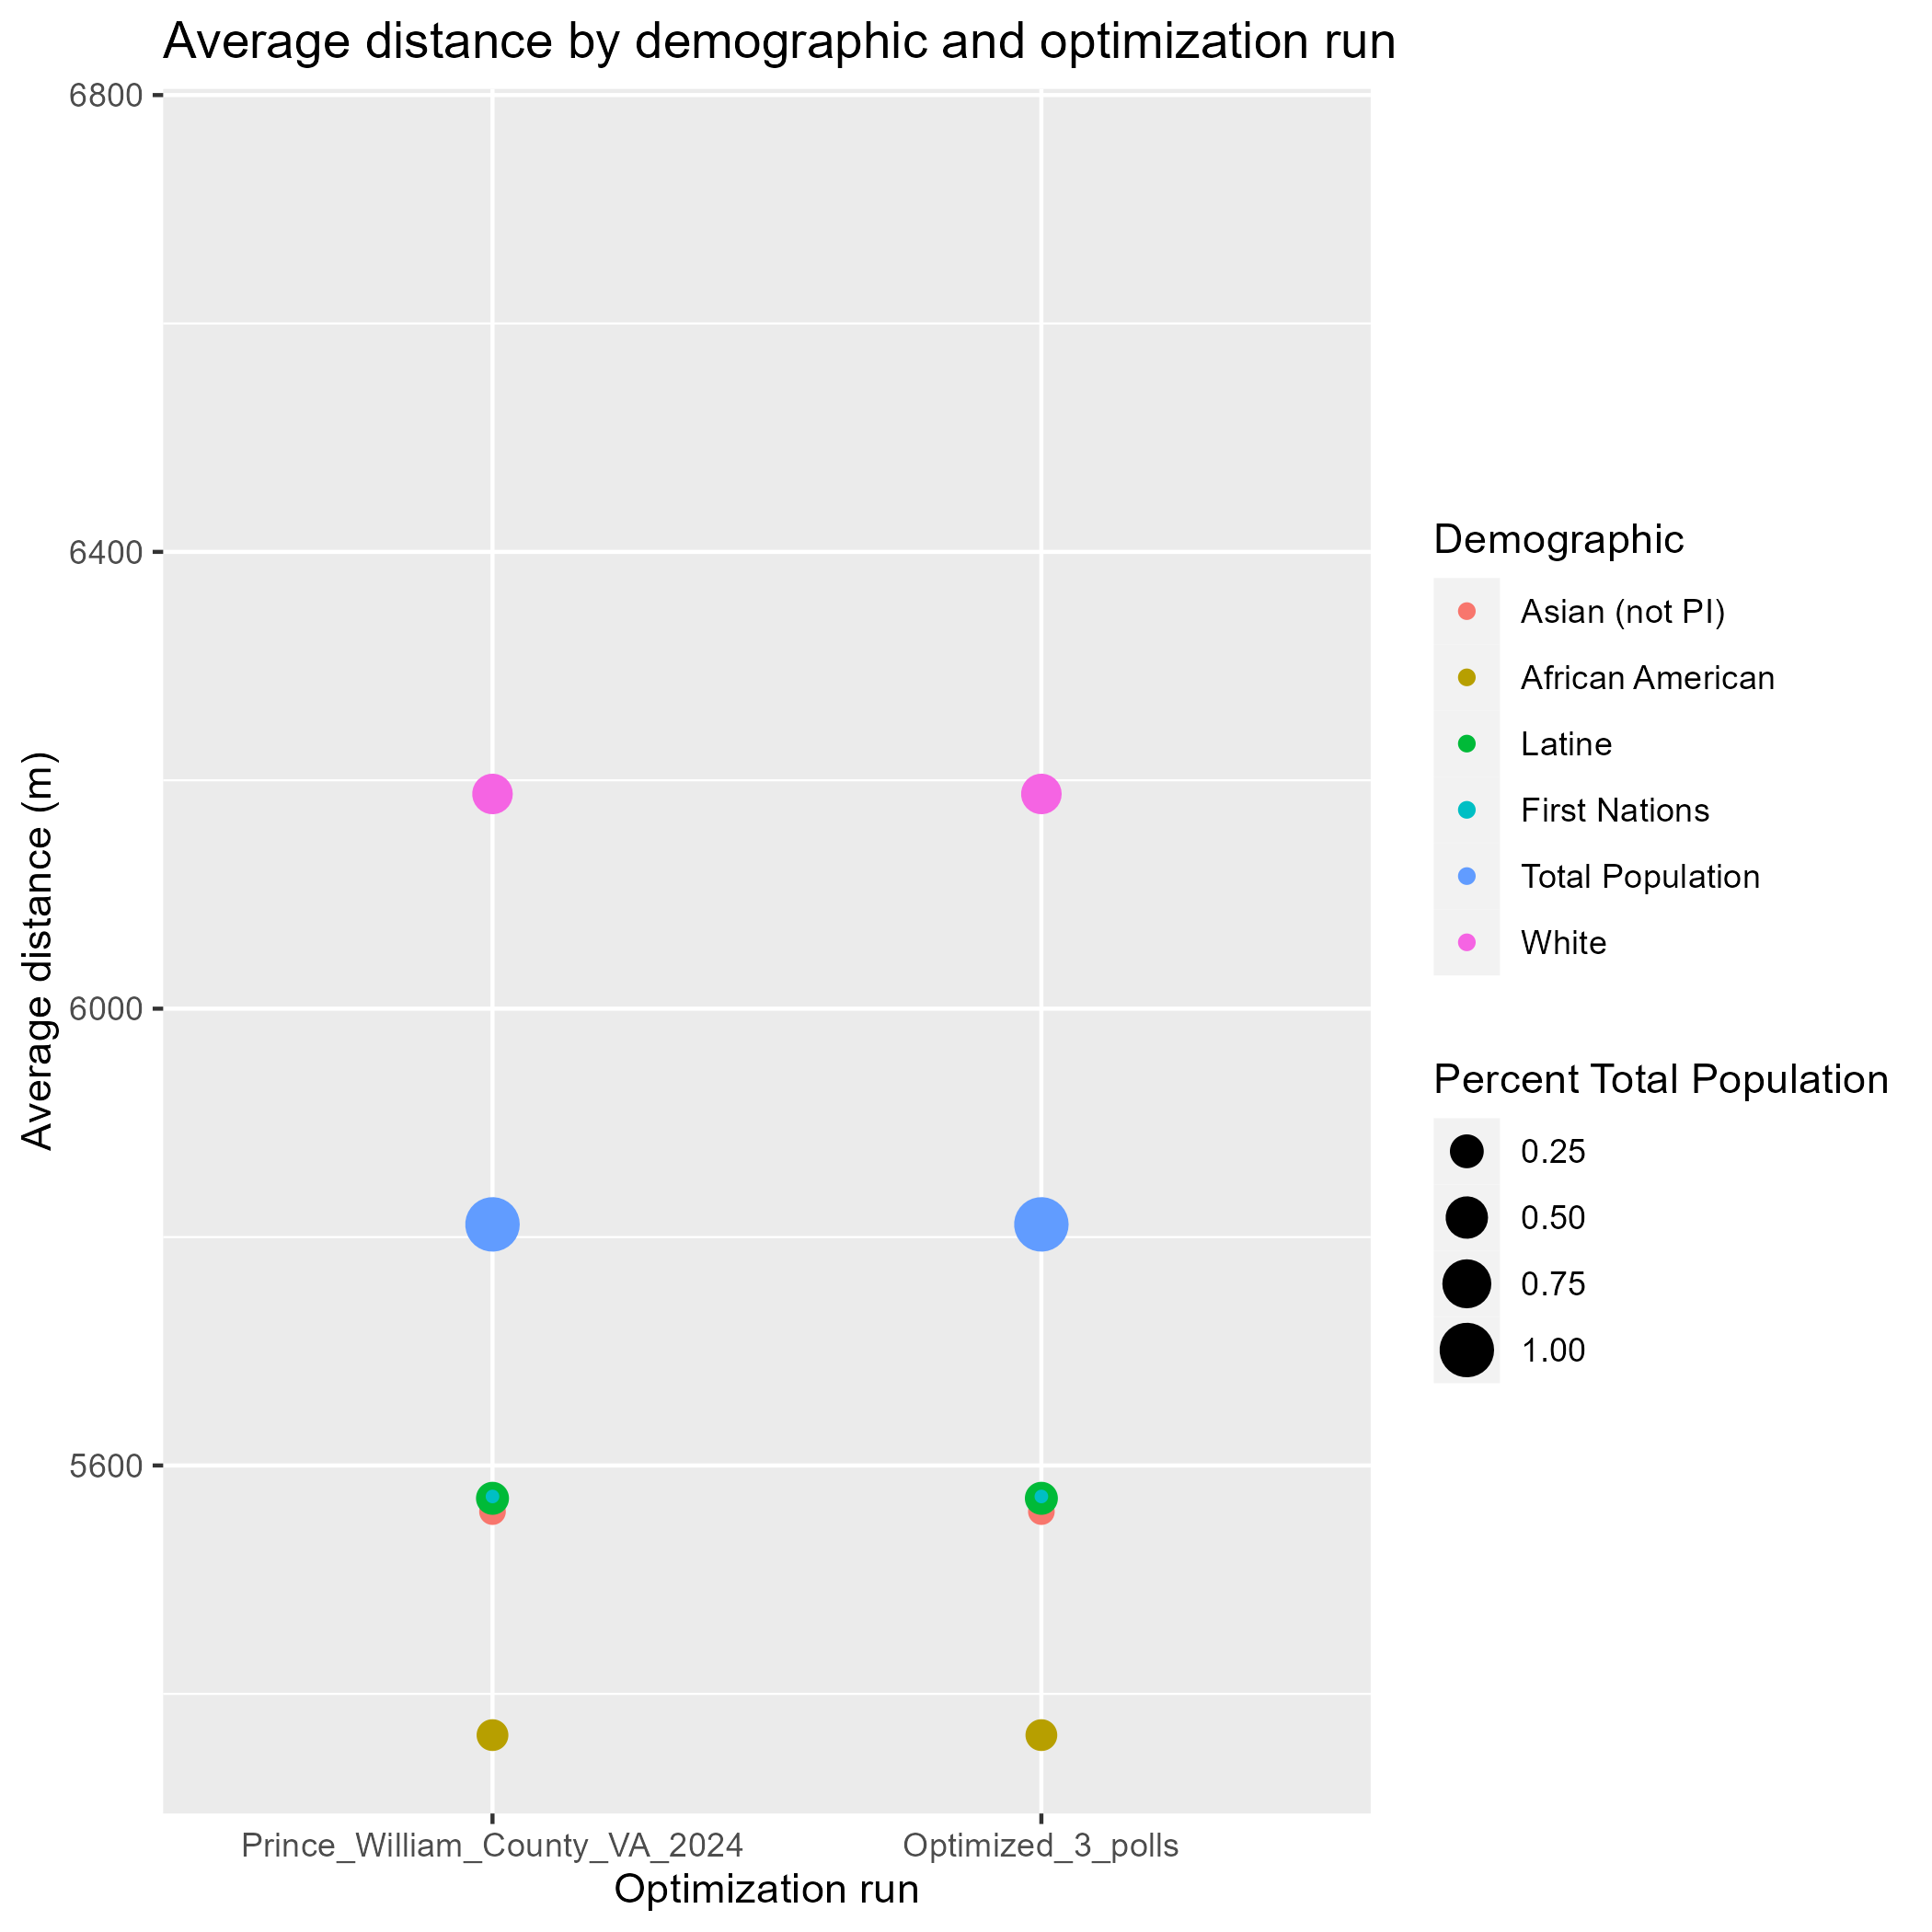 Average distance by demographic and optimization run
Average distance (m)
6800
6400
6000
5600
Prince_William_County_VA_2024
Optimized_3_polls
Optimization run
Demographic
Asian (not PI)
African American
Latine
First Nations
Total Population
White
Percent Total Population
0.25
0.50
0.75
1.00